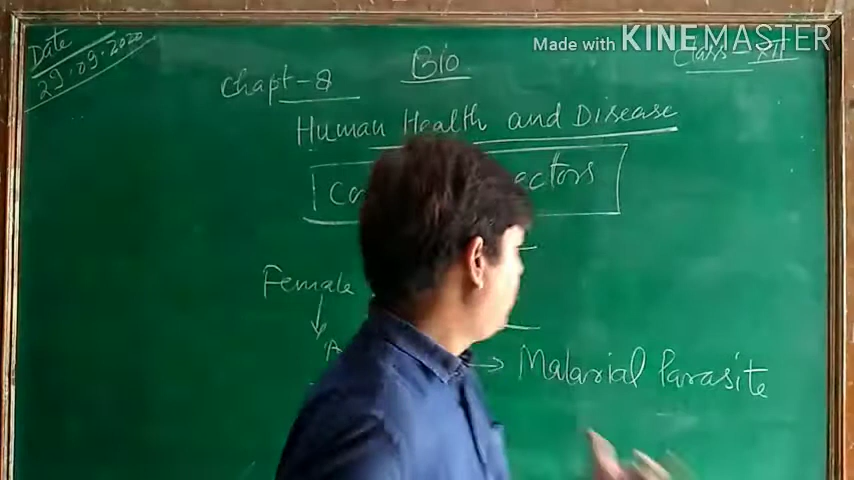 Date
29.09.2020
Made with KINEMASTER
Bio
Class - XII
Chapt-8
Human Health and Disease
Female
Malarial Parasite